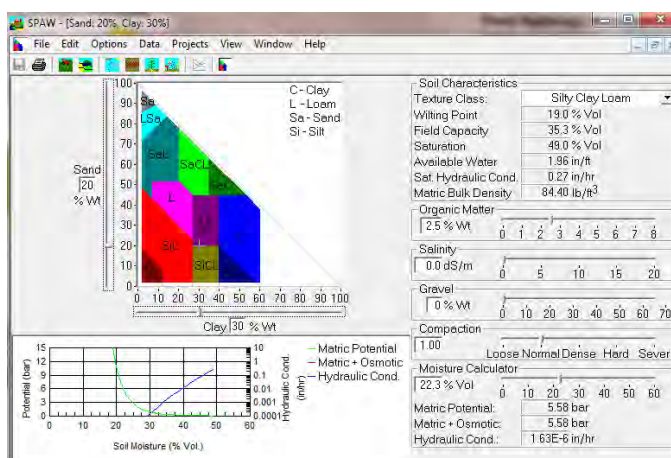 SPAW - [Sand: 20% Clay: 30%]
File Edit Options Data Projects View Window Help
100
90
80
70
60
50
40
30
20
10
0
Sand
20
% Wt
C - Clay
L - Loam
Sa - Sand
Si - Silt
Sa
LSa
SaL
SaCL
SaC
L
SiL
SiCL
0 10 20 30 40 50 60 70 80 90 100
Clay 30 % Wt
Soil Characteristics
Texture Class: Silty Clay Loam
Wilting Point 19.0 % Vol
Field Capacity 35.3 % Vol
Saturation 49.0 % Vol
Available Water 1.96 in/ft
Sat. Hydraulic Cond. 0.27 in/hr
Matric Bulk Density 84.40 lb/ft3
Organic Matter
2.5 % Wt
0 1 2 3 4 5 6 7 8
Salinity
0.0 dS/m
0 5 10 15 20
Gravel
0 % Wt
0 10 20 30 40 50 60 70
Compaction
1.00
Loose Normal Dense Hard Sever
Moisture Calculator
22.3 % Vol
0 10 20 30 40 50 60
Matric Potential: 5.58 bar
Matric + Osmotic: 5.58 bar
Hydraulic Cond.: 1.63E-6 in/hr
Potential (bar)
15
12
9
6
3
0
10
1
0.1
0.01
0.001
0.0001
Hydraulic Cond.
(in/hr)
0 10 20 30 40 50 60
Soil Moisture (% Vol.)
Matric Potential
Matric + Osmotic
Hydraulic Cond.